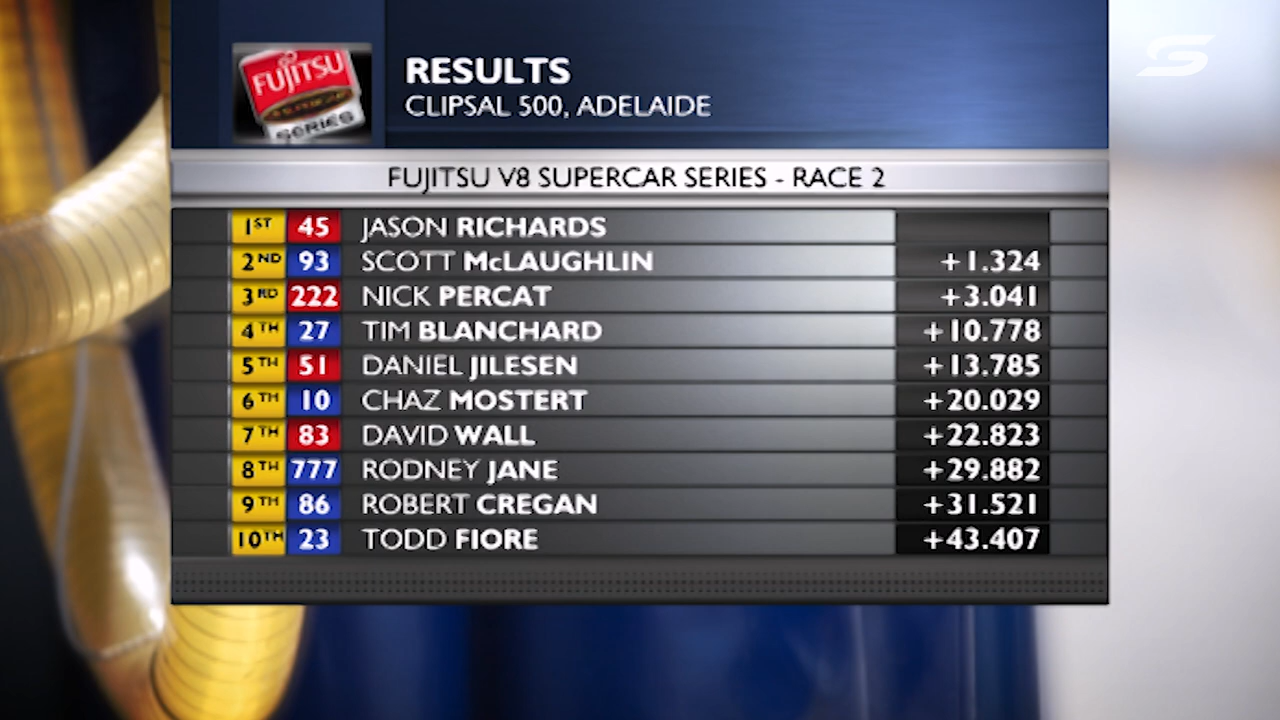 FUJITSU
SERIES
RESULTS
CLIPSAL 500, ADELAIDE
FUJITSU V8 SUPERCAR SERIES - RACE 2
1ST 45 JASON RICHARDS
2ND 93 SCOTT McLAUGHLIN +1.324
3RD 222 NICK PERCAT +3.041
4TH 27 TIM BLANCHARD +10.778
5TH 51 DANIEL JILESEN +13.785
6TH 10 CHAZ MOSTERT +20.029
7TH 83 DAVID WALL +22.823
8TH 777 RODNEY JANE +29.882
9TH 86 ROBERT CREGAN +31.521
10TH 23 TODD FIORE +43.407